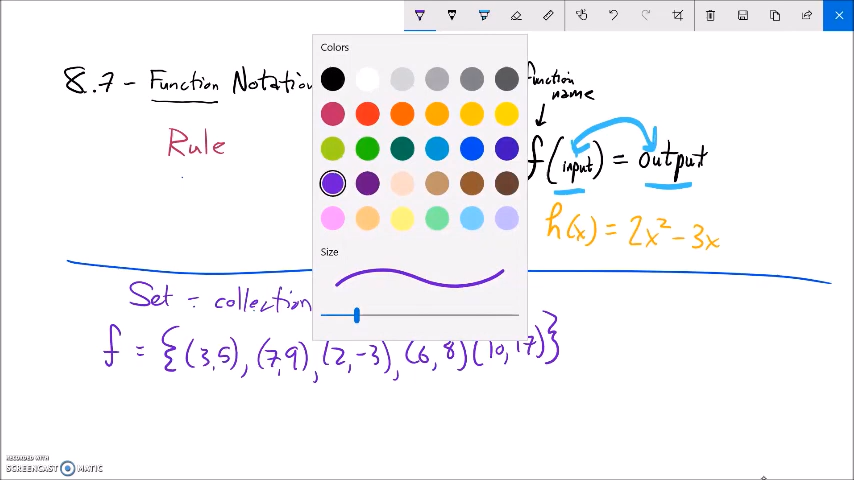 Colors
function
name
8.7 - Function Notation
Rule
f(input) = output
h(x) = 2x² - 3x
Size
Set - collection
f = {(3,5), (7,9), (2,-3), (6,8) (10,17)}
RECORDED WITH
SCREENCAST MATIC